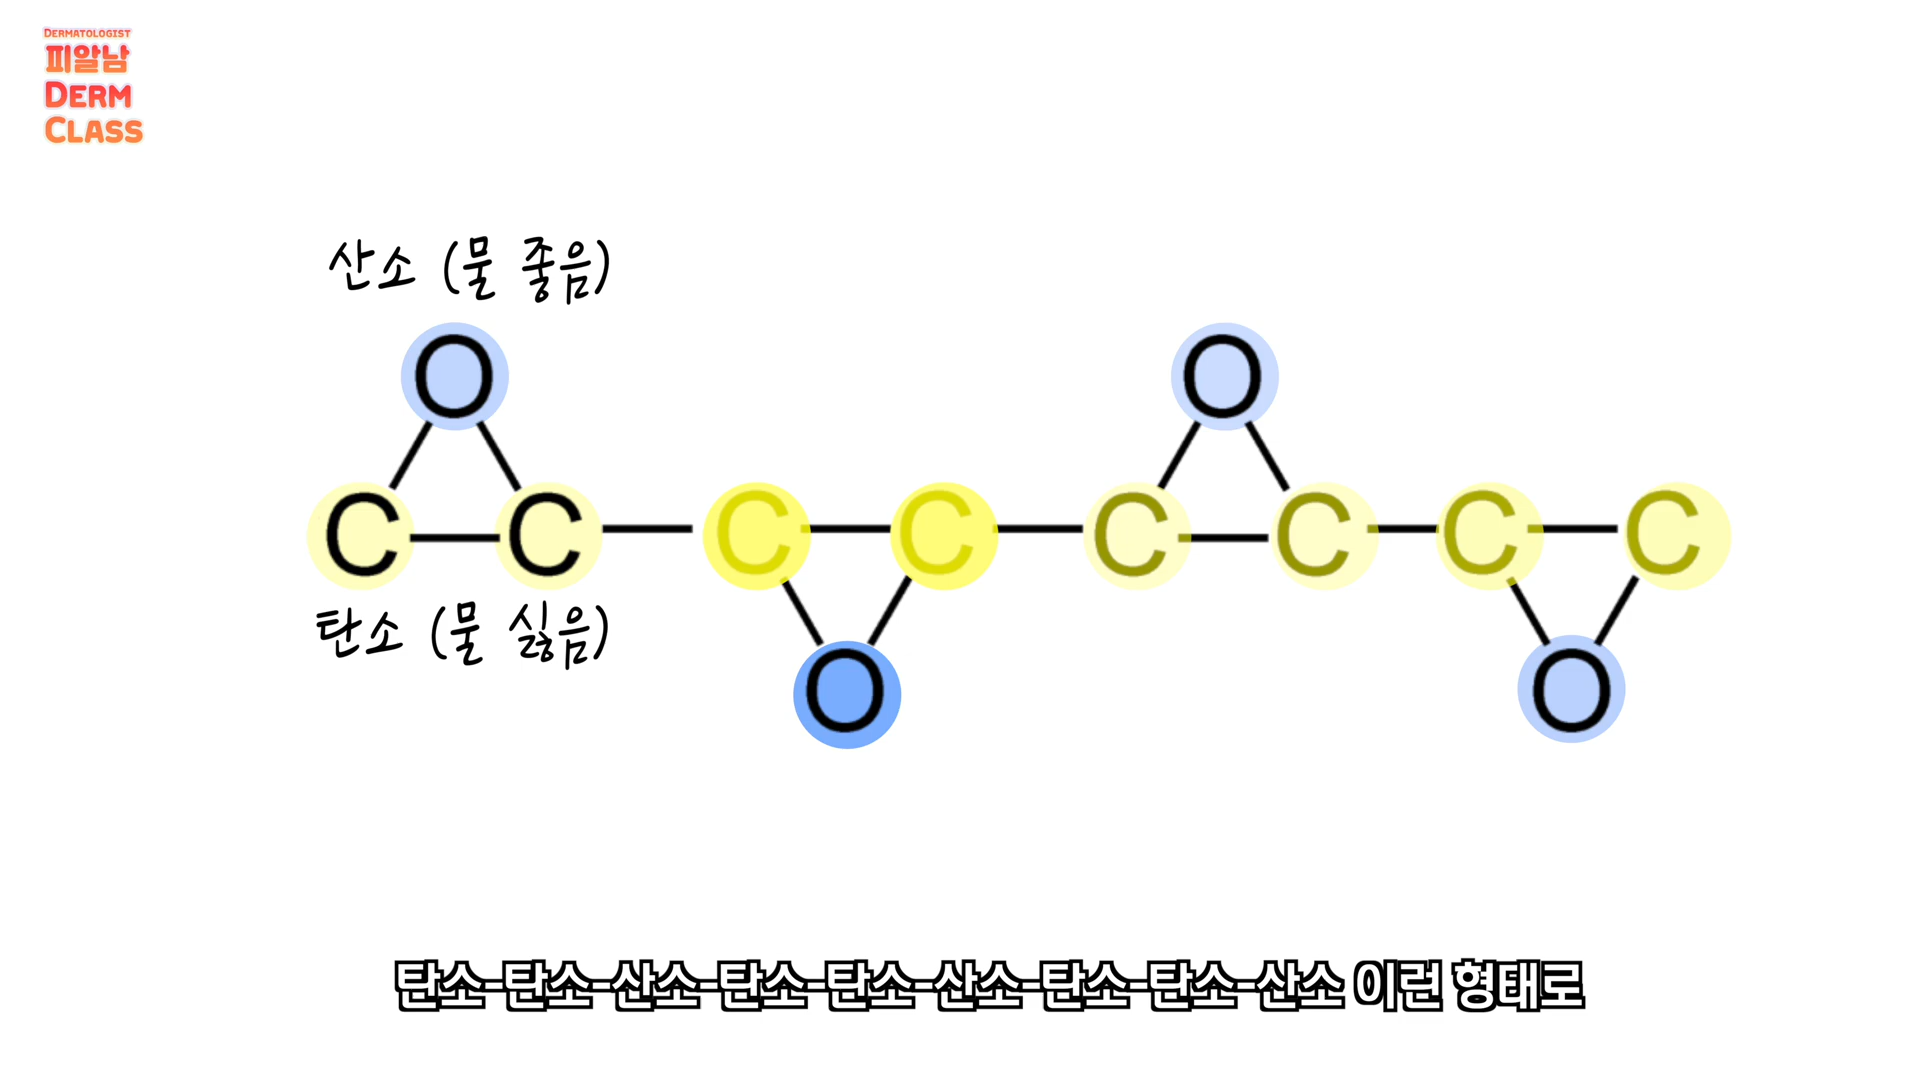 DERMATOLOGIST
피알남
DERM
CLASS
산소 (물 좋음)
O O
C C C C C C C C
탄소 (물 싫음)
O O
탄소-탄소-산소-탄소-탄소-산소-탄소-탄소-산소 이런 형태로